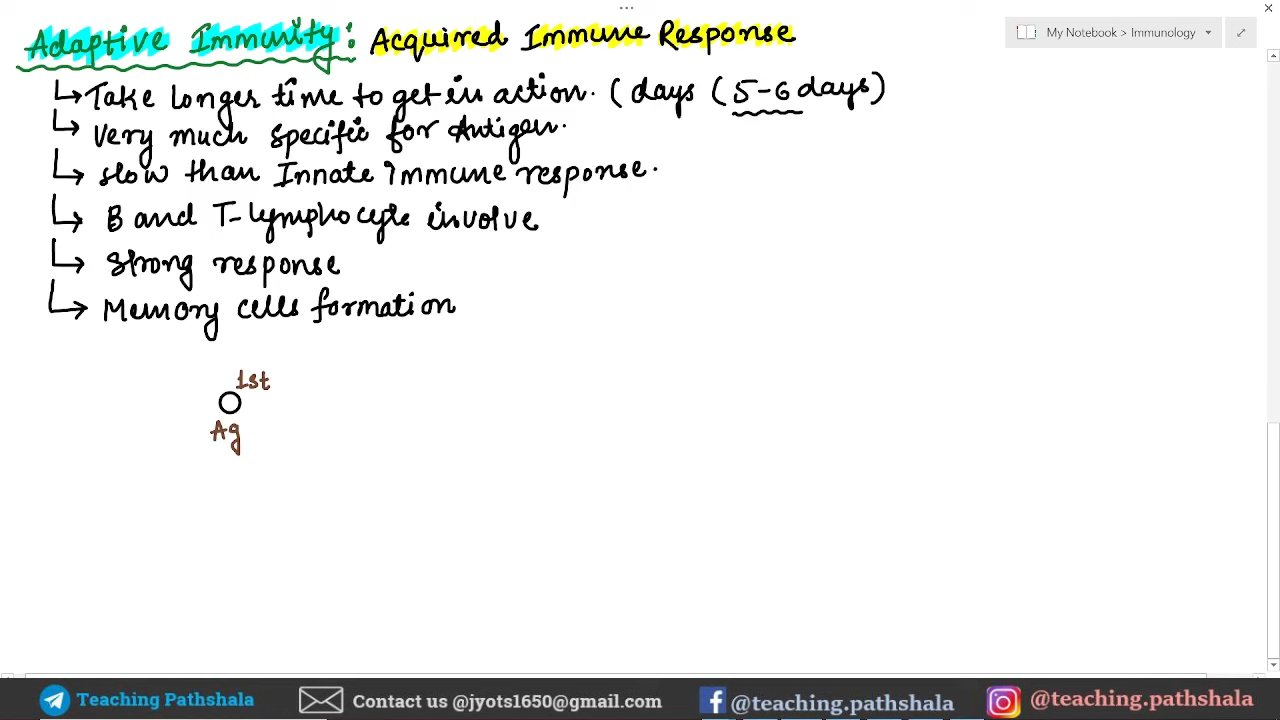 Adaptive Immunity: Acquired Immune Response
My Notebook > Immunology
Take longer time to get in action. (days (5-6 days)
Very much specific for Antigen.
slow than Innate immune response.
B and T-lymphocyte involve
Strong response
Memory cells formation
1st
Ag
Teaching Pathshala
Contact us @jyots1650@gmail.com
@teaching.pathshala
@teaching.pathshala